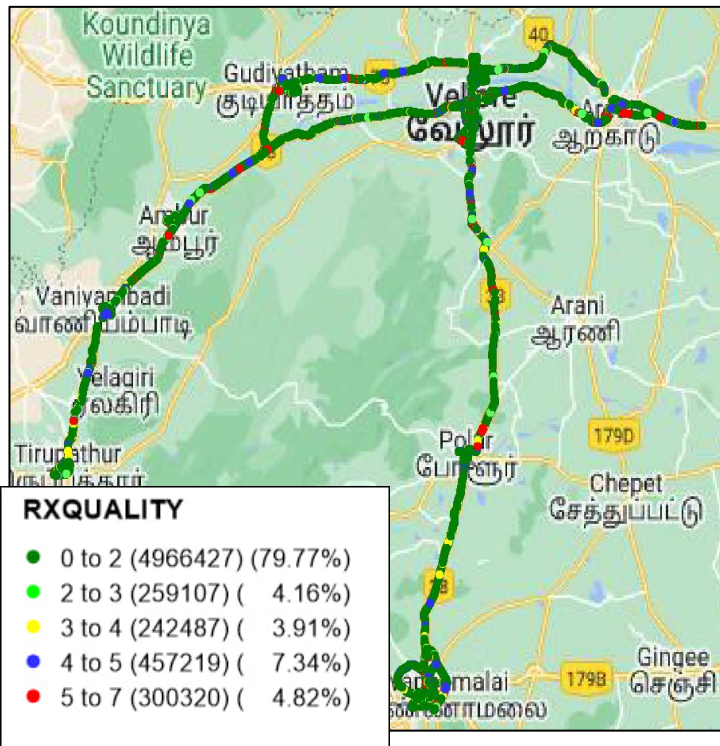 Koundinya
Wildlife
Sanctuary
40
Gudiyatham
குடியாத்தம்
Vellore
வேலூர்
ஆற்காடு
Ambur
ஆம்பூர்
Vaniyambadi
வாணியம்பாடி
Arani
ஆரணி
Yelagiri
ஏலகிரி
Polur
போளூர்
179D
Tirupathur
Chepet
சேத்துப்பட்டு
RXQUALITY
0 to 2 (4966427) (79.77%)
2 to 3 (259107) ( 4.16%)
3 to 4 (242487) ( 3.91%)
4 to 5 (457219) ( 7.34%)
5 to 7 (300320) ( 4.82%)
179B
Gingee
செஞ்சி